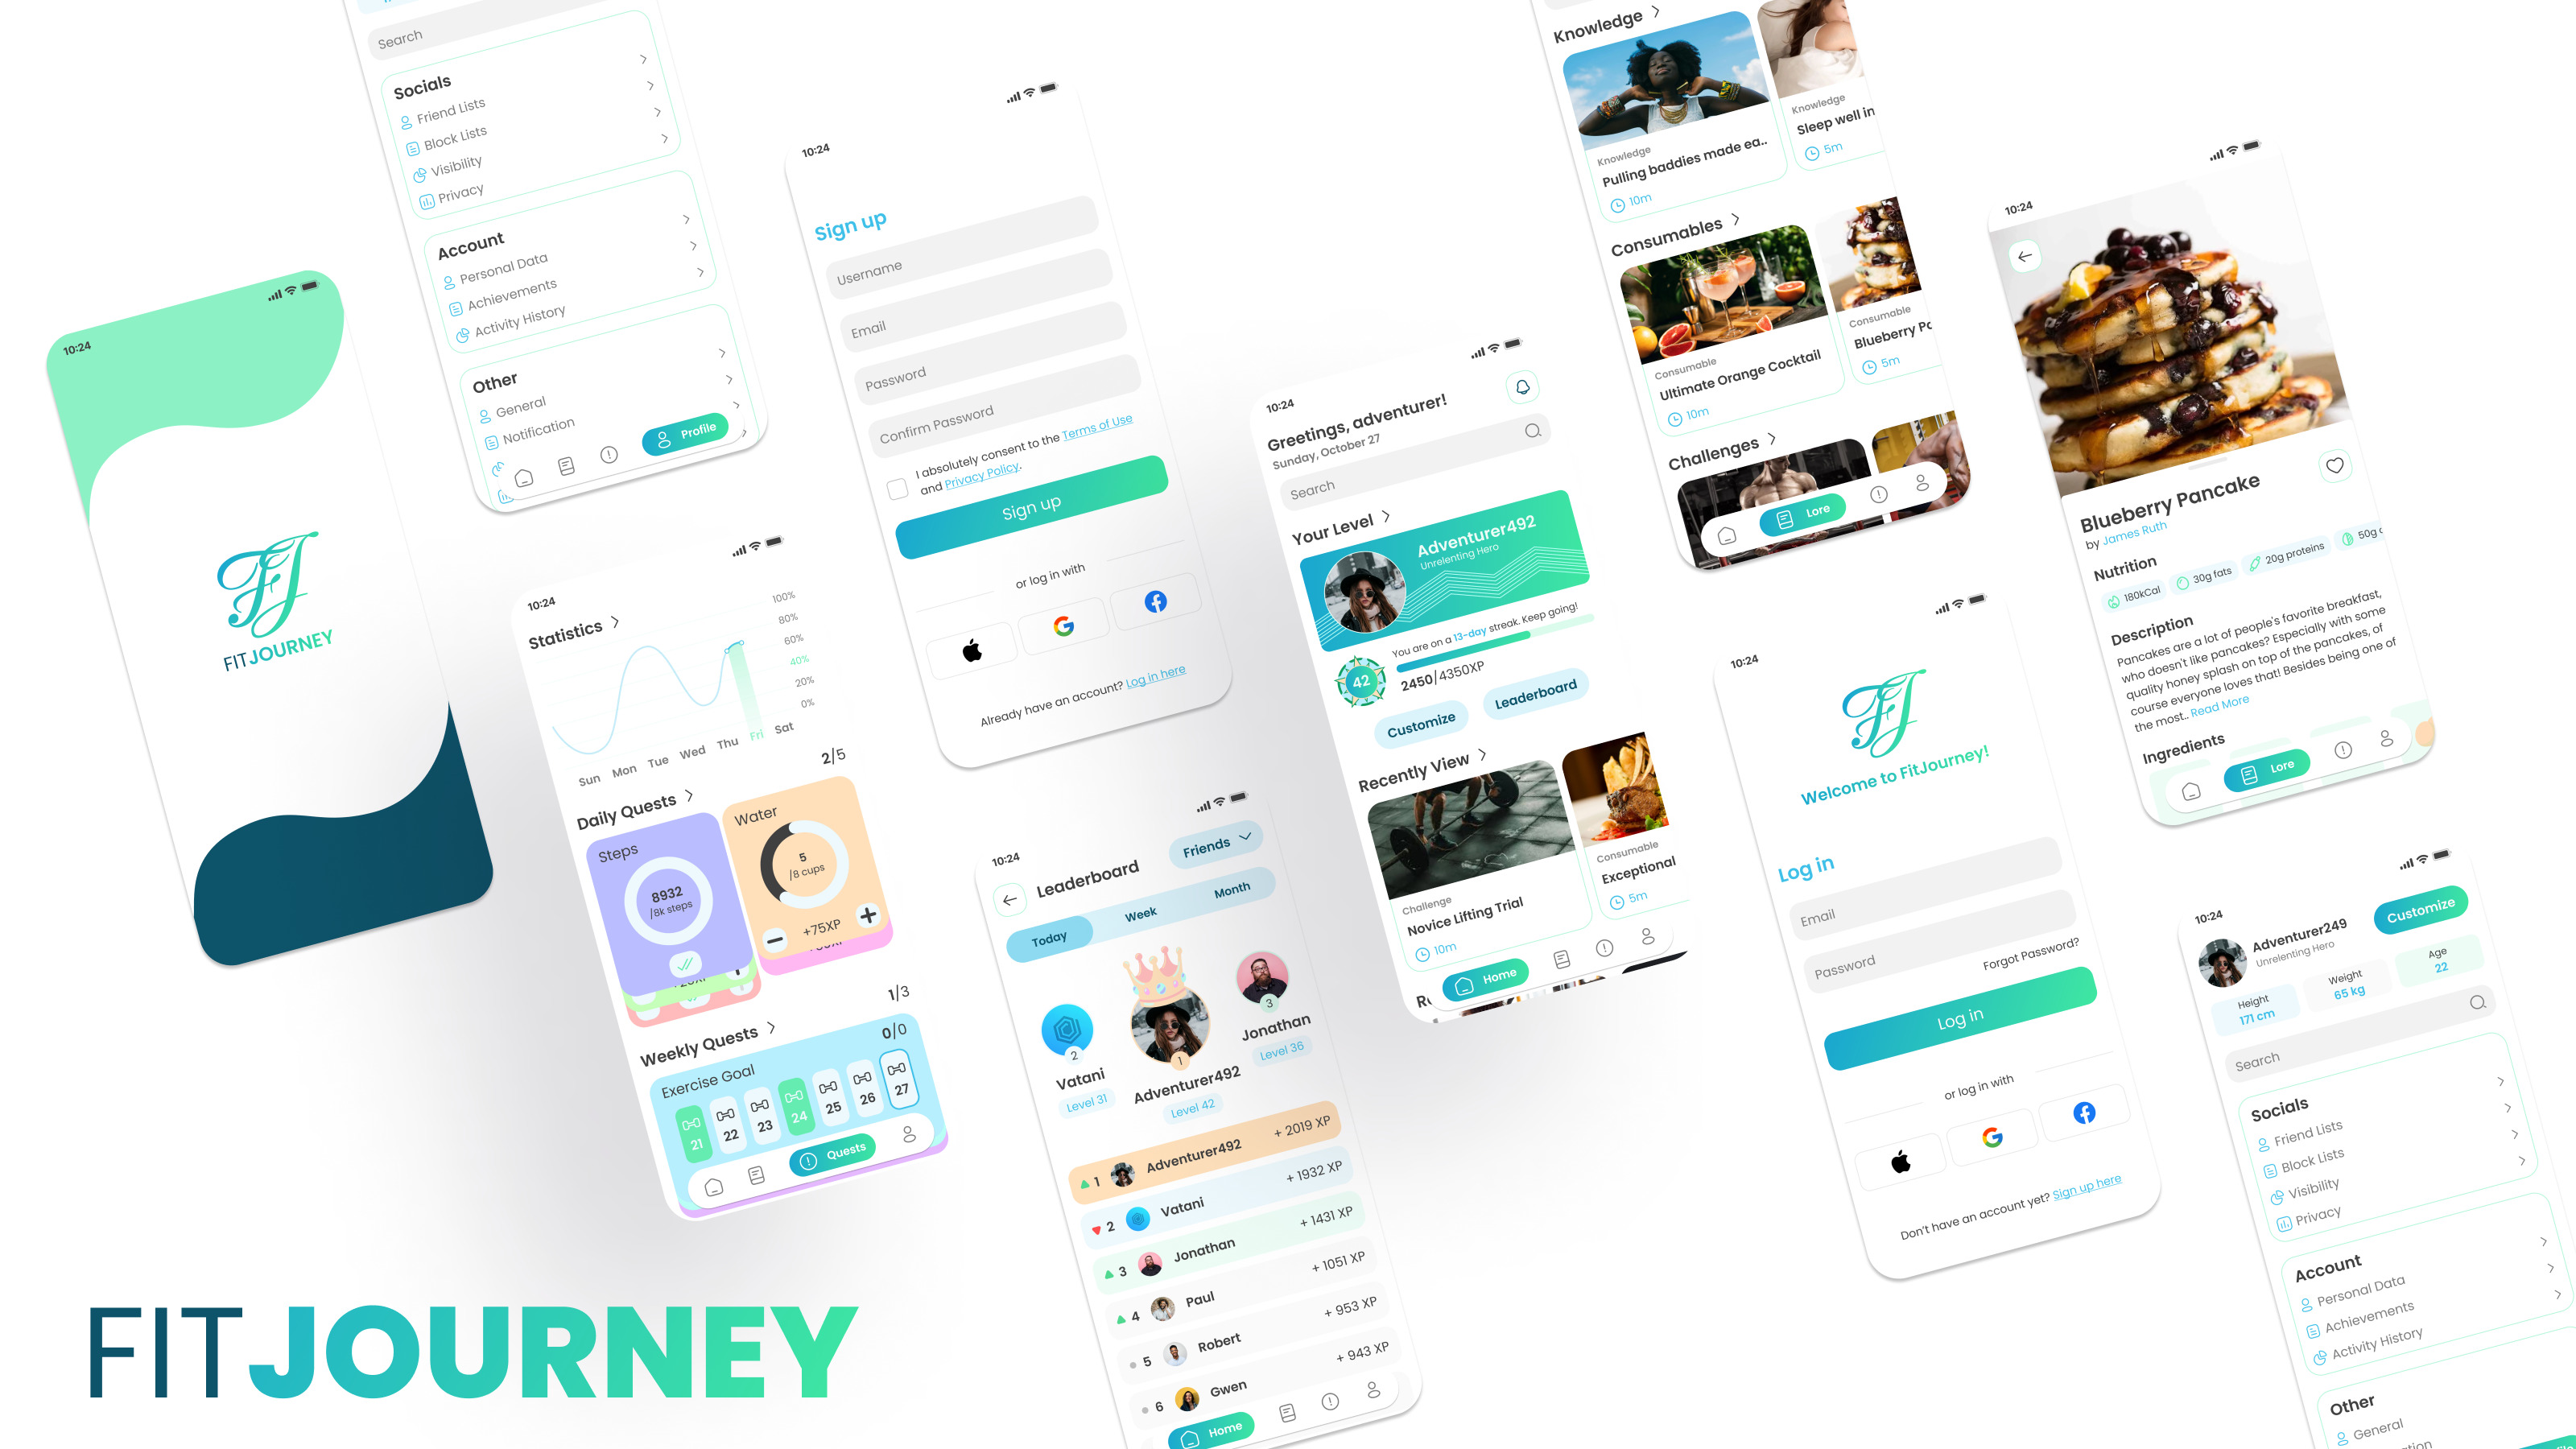 Search
Socials
Friend Lists
Block Lists
Visibility
Privacy
Account
Personal Data
Achievements
Activity History
Other
General
Notification
Profile
10:24
FJ
FITJOURNEY
10:24
Sign up
Username
Email
Password
Confirm Password
I absolutely consent to the Terms of Use
and Privacy Policy.
Sign up
or log in with
Already have an account? Log in here
10:24
Statistics
100%
80%
60%
40%
20%
0%
Sun Mon Tue Wed Thu Fri Sat
Daily Quests
2/5
Steps
8932
/8k steps
Water
5
/8 cups
+75XP
Weekly Quests
1/3
Exercise Goal
0/0
21 22 23 24 25 26 27
Quests
10:24
Leaderboard
Friends
Today Week Month
2
Vatani
Level 31
1
Adventurer492
Level 42
3
Jonathan
Level 36
1 Adventurer492 + 2019 XP
2 Vatani + 1932 XP
3 Jonathan + 1431 XP
4 Paul + 1051 XP
5 Robert + 953 XP
6 Gwen + 943 XP
Home
10:24
Greetings, adventurer!
Sunday, October 27
Search
Your Level
Adventurer492
Unrelenting Hero
You are on a 13-day streak. Keep going!
42
2450/4350XP
Customize
Leaderboard
Recently View
Challenge
Novice Lifting Trial
10m
Consumable
Exceptional
5m
Home
Knowledge
Knowledge
Pulling baddies made ea..
10m
Knowledge
Sleep well in
5m
Consumables
Consumable
Ultimate Orange Cocktail
10m
Consumable
Blueberry Pa
5m
Challenges
Lore
10:24
FJ
Welcome to FitJourney!
Log in
Email
Password
Forgot Password?
Log in
or log in with
Don't have an account yet? Sign up here
10:24
Blueberry Pancake
by James Ruth
Nutrition
180kCal
30g fats
20g proteins
50g c
Description
Pancakes are a lot of people's favorite breakfast,
who doesn't like pancakes? Especially with some
quality honey splash on top of the pancakes, of
course everyone loves that! Besides being one of
the most.. Read More
Ingredients
Lore
10:24
Adventurer249
Unrelenting Hero
Customize
Height
171 cm
Weight
65 kg
Age
22
Search
Socials
Friend Lists
Block Lists
Visibility
Privacy
Account
Personal Data
Achievements
Activity History
Other
General
FITJOURNEY